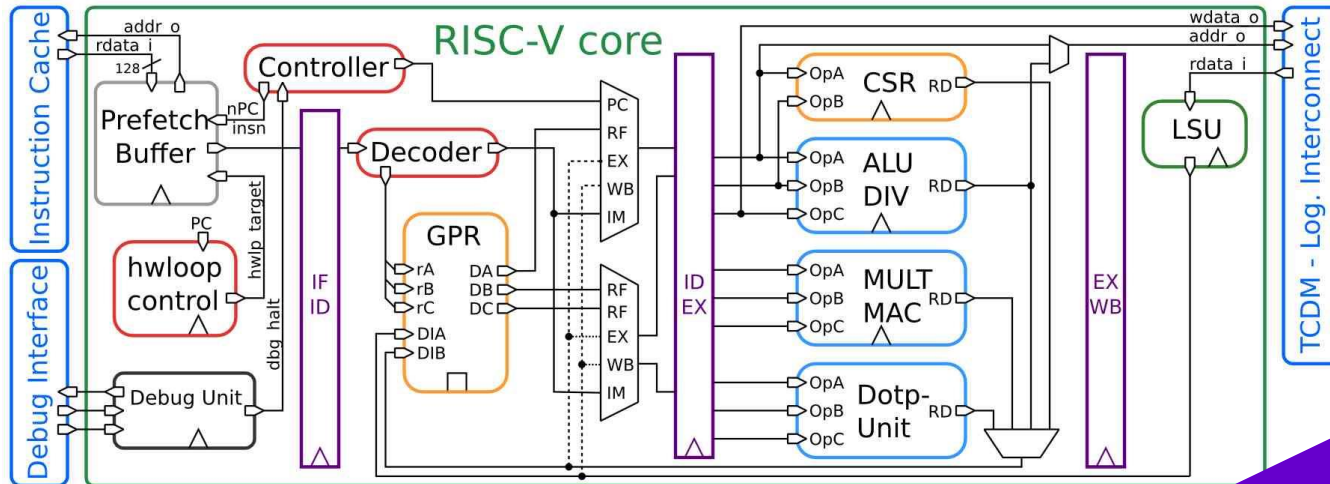 RISC-V core
Instruction Cache
addr_o
rdata_i
128
Prefetch
Buffer
nPC
insn
Controller
Decoder
PC
hwloop
control
hwlp_target
dbg_halt
Debug Interface
Debug Unit
IF
ID
GPR
rA
rB
rC
DIA
DIB
DA
DB
DC
PC
RF
EX
WB
IM
RF
RF
EX
WB
IM
ID
EX
OpA
OpB
CSR
RD
OpA
OpB
OpC
ALU
DIV
RD
OpA
OpB
OpC
MULT
MAC
RD
OpA
OpB
OpC
Dotp-
Unit
RD
EX
WB
wdata_o
addr_o
rdata_i
LSU
TCDM - Log. Interconnect